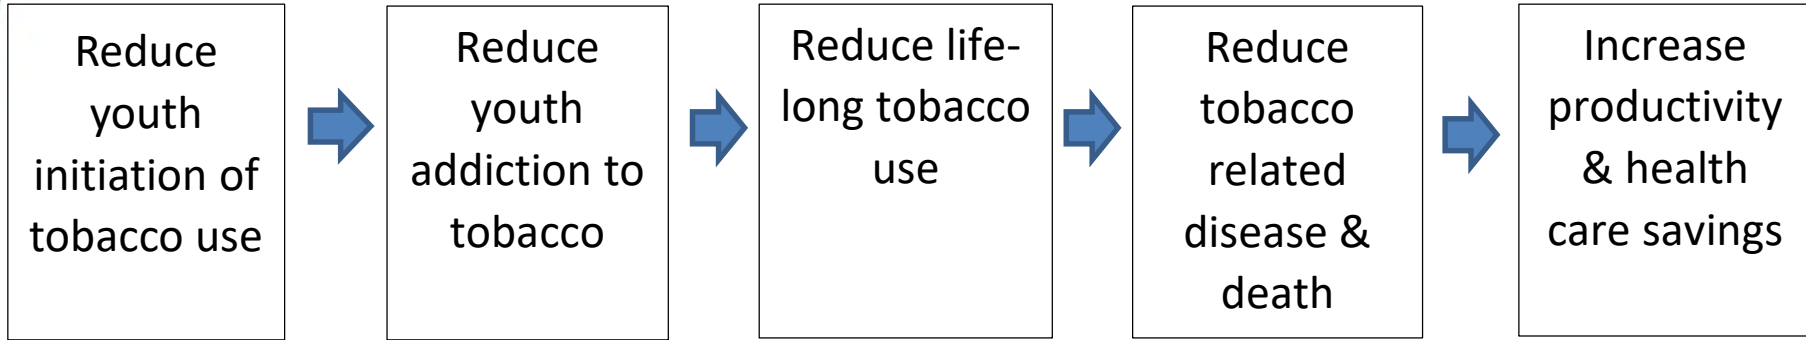 Reduce
youth
initiation of
tobacco use
Reduce
youth
addiction to
tobacco
Reduce life-
long tobacco
use
Reduce
tobacco
related
disease &
death
Increase
productivity
& health
care savings